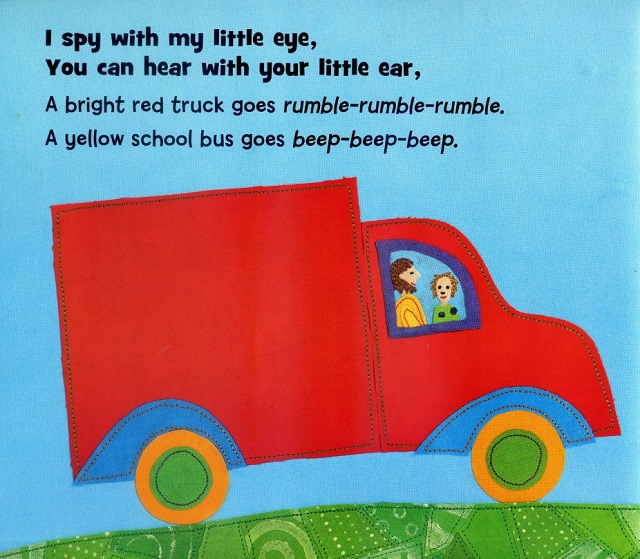 I spy with my little eye,
You can hear with your little ear,
A bright red truck goes rumble-rumble-rumble.
A yellow school bus goes beep-beep-beep.